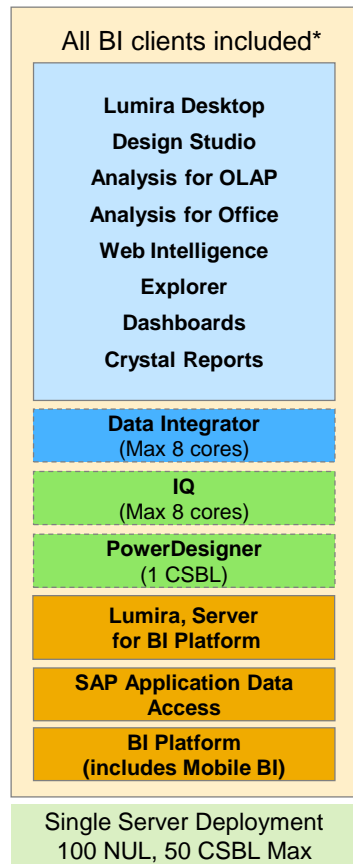 All BI clients included*
Lumira Desktop
Design Studio
Analysis for OLAP
Analysis for Office
Web Intelligence
Explorer
Dashboards
Crystal Reports
Data Integrator
(Max 8 cores)
IQ
(Max 8 cores)
PowerDesigner
(1 CSBL)
Lumira, Server
for BI Platform
SAP Application Data
Access
BI Platform
(includes Mobile BI)
Single Server Deployment
100 NUL, 50 CSBL Max